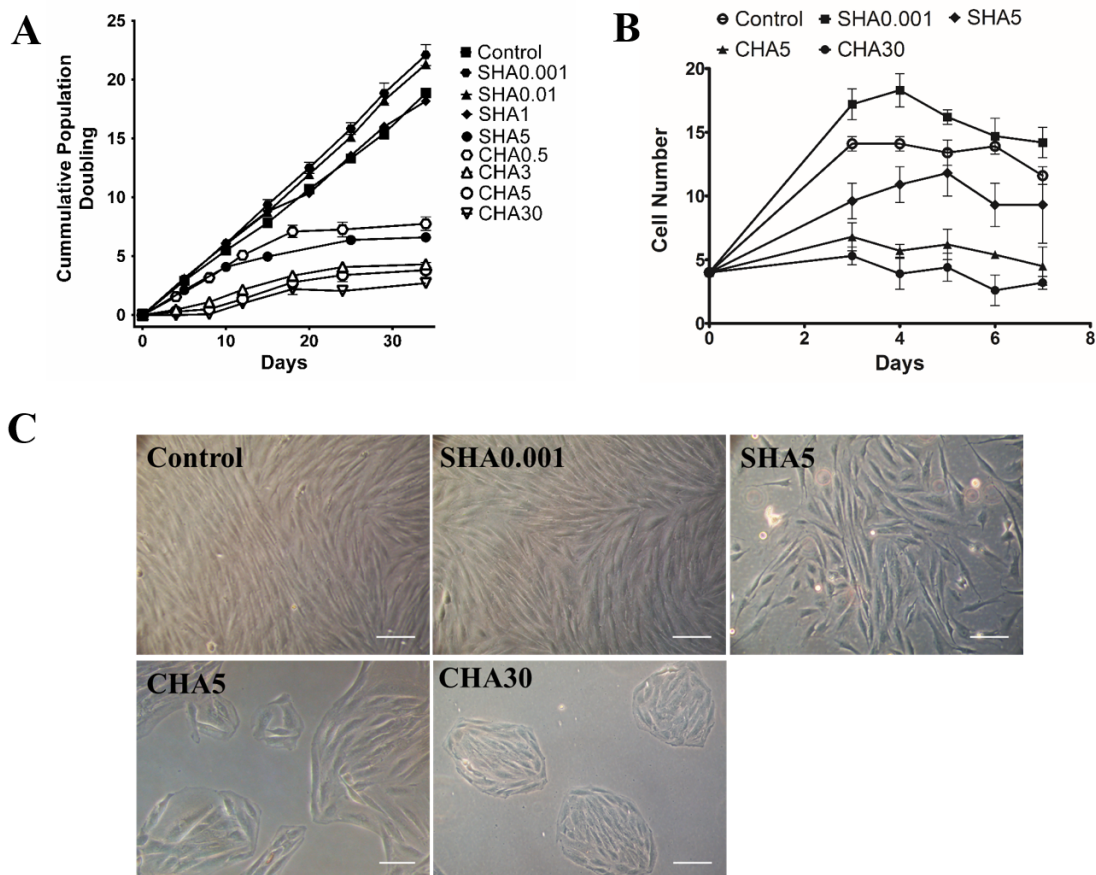 A
Cummulative Population
Doubling
25
20
15
10
5
0
0 10 20 30
Days
Control
SHA0.001
SHA0.01
SHA1
SHA5
CHA0.5
CHA3
CHA5
CHA30
B
Control SHA0.001 SHA5
CHA5 CHA30
Cell Number
20
15
10
5
0
0 2 4 6 8
Days
C
Control SHA0.001 SHA5
CHA5 CHA30